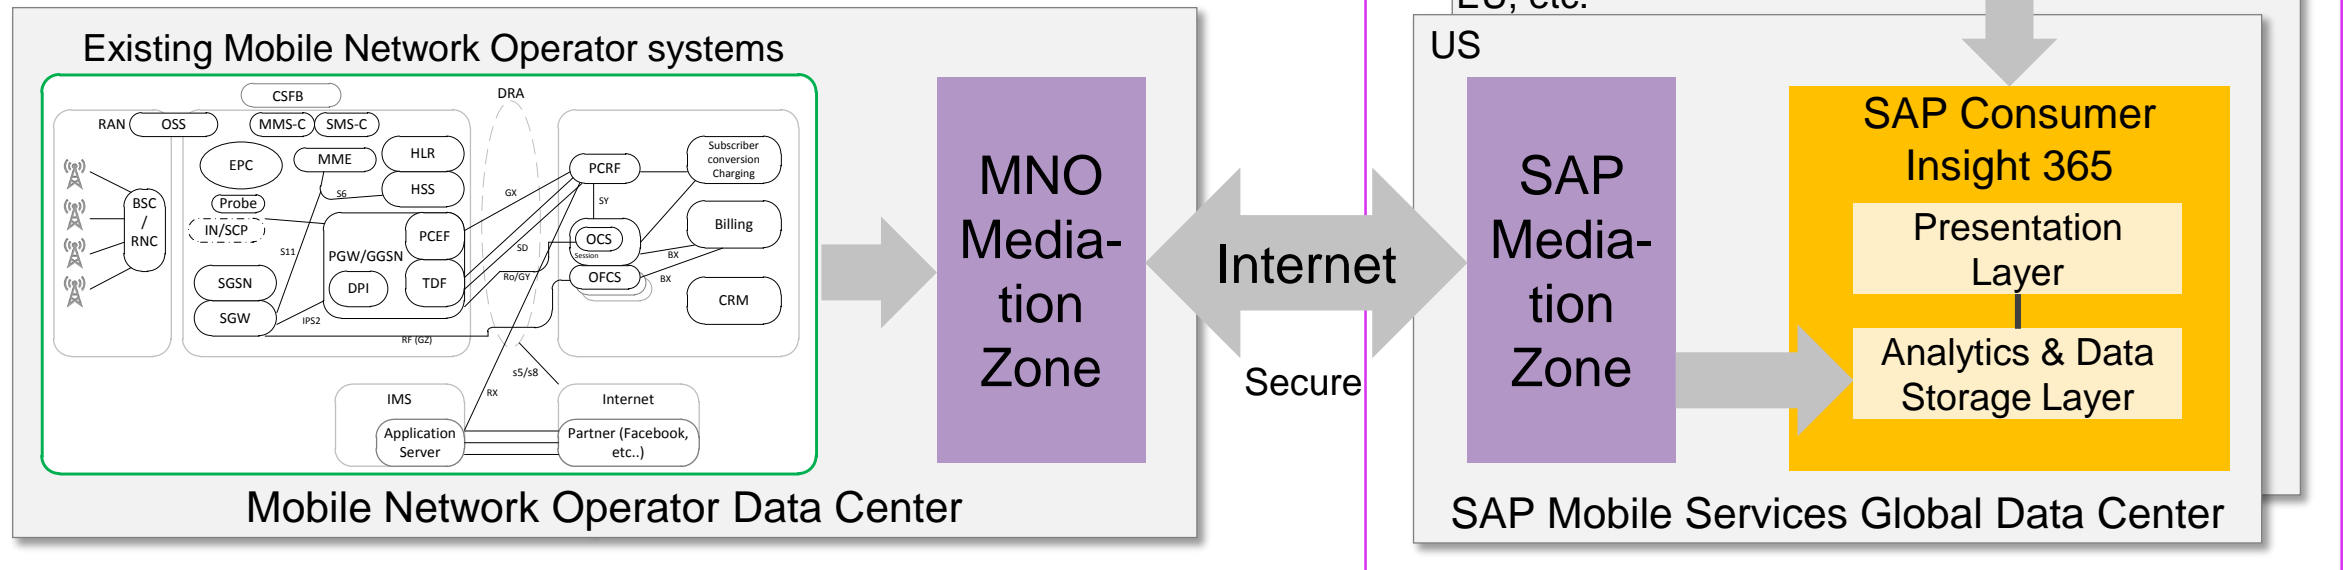 EU, etc.
US
Existing Mobile Network Operator systems
CSFB
DRA
RAN
OSS
MMS-C
SMS-C
EPC
MME
HLR
HSS
S6
Probe
IN/SCP
BSC
/
RNC
S11
PGW/GGSN
PCEF
DPI
TDF
SGSN
SGW
IPS2
RF (GZ)
GX
SD
Ro/GY
SY
PCRF
OCS
Session
OFCS
BX
BX
Subscriber
conversion
Charging
Billing
CRM
s5/s8
RX
IMS
Application
Server
Internet
Partner (Facebook,
etc..)
Mobile Network Operator Data Center
MNO
Media-
tion
Zone
Internet
Secure
SAP
Media-
tion
Zone
SAP Consumer
Insight 365
Presentation
Layer
Analytics & Data
Storage Layer
SAP Mobile Services Global Data Center